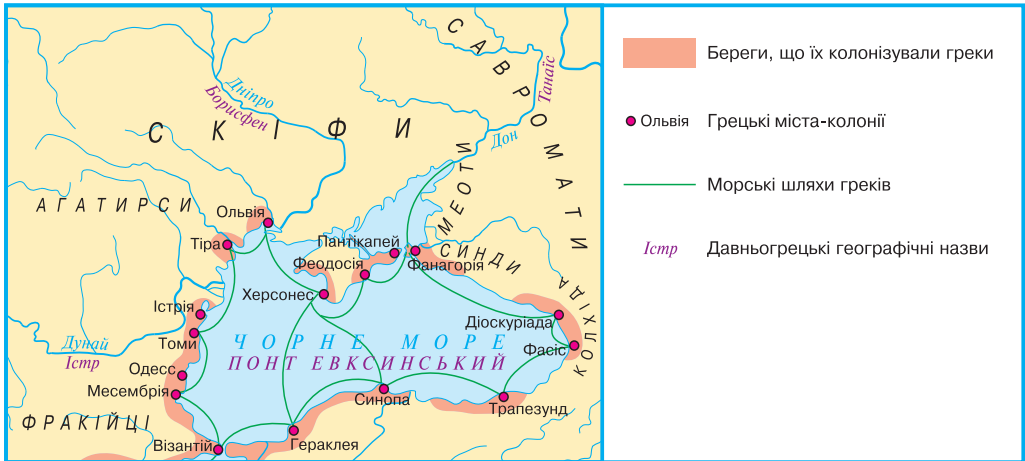 САВРОМАТИ
Танаїс
Дніпро
Борисфен
СКІФИ
Дон
МЕОТИ
АГАТИРСИ
Ольвія
Тіра
Пантікапей
СИНДИ
Феодосія
Фанагорія
Херсонес
КОЛХІДА
Істрія
Діоскуріада
Томи
ЧОРНЕ МОРЕ
Дунай
Істр
ПОНТ ЕВКСИНСЬКИЙ
Фасіс
Одесс
Месембрія
Синопа
Трапезунд
ФРАКІЙЦІ
Візантій
Гераклея
Береги, що їх колонізували греки
Ольвія Грецькі міста-колонії
Морські шляхи греків
Істр Давньогрецькі географічні назви